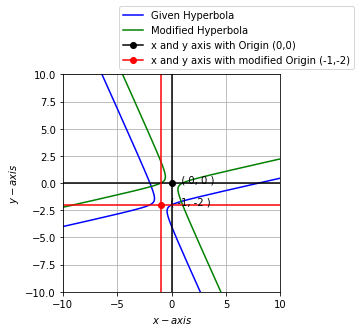 Given Hyperbola
Modified Hyperbola
x and y axis with Origin (0,0)
x and y axis with modified Origin (-1,-2)
10.0
7.5
5.0
2.5
0.0
−2.5
−5.0
−7.5
−10.0
( 0, 0 )
1, -2 )
−10
−5
0
5
10
y − axis
x − axis